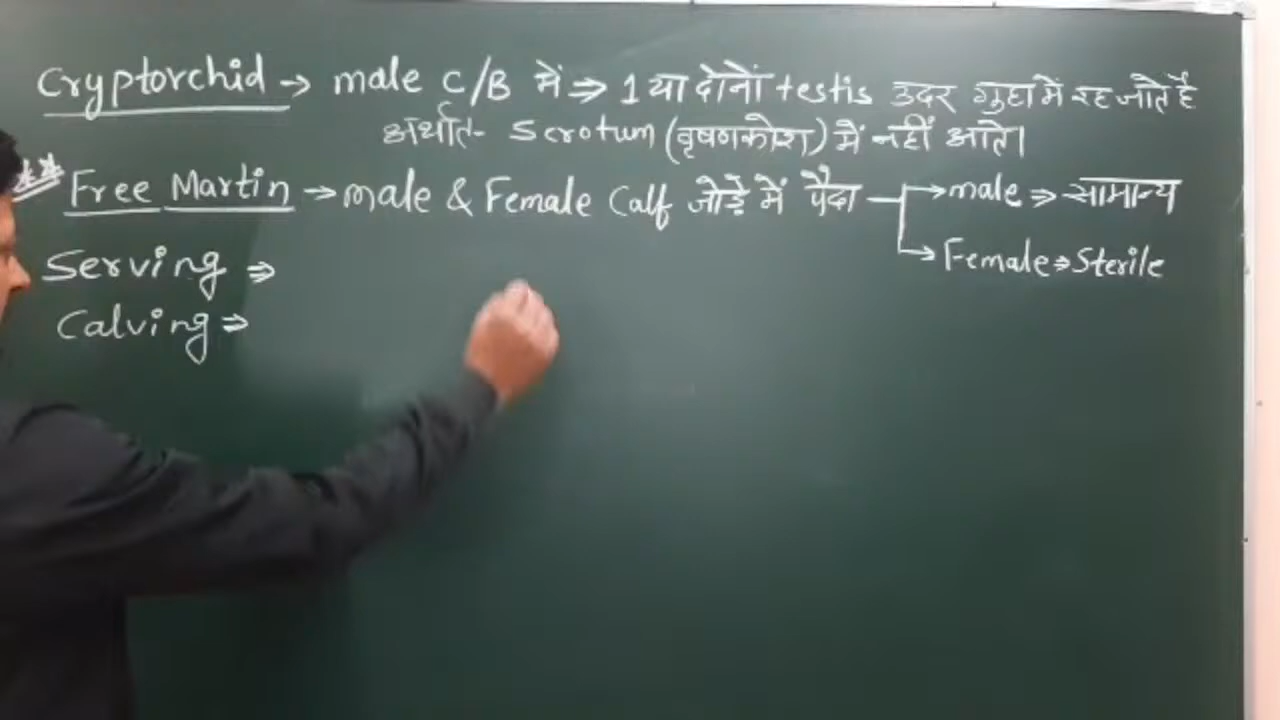 Cryptorchid → male C/B में ⇒ 1 या दोनों testis उदर गुहा में रह जाते है
अर्थात- Scrotum (वृषणकोश) में नहीं आते।
Free Martin → male & Female Calf जोड़े में पैदा → male ⇒ सामान्य
→ Female ⇒ Sterile
Serving ⇒
Calving ⇒